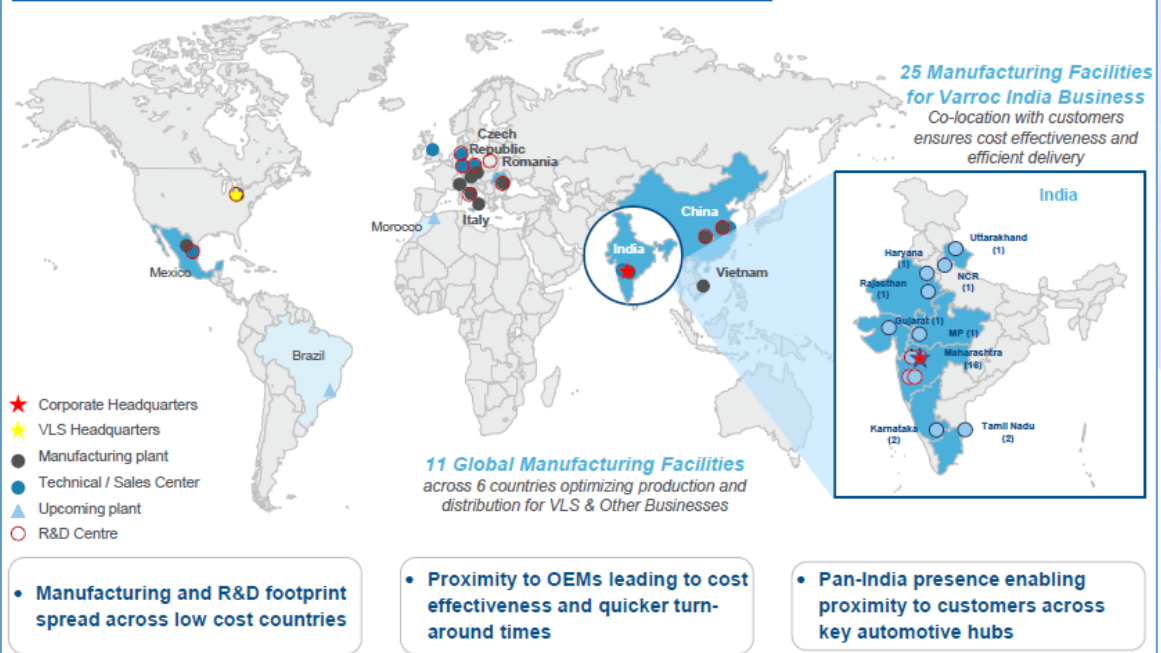 25 Manufacturing Facilities
for Varroc India Business
Co-location with customers
ensures cost effectiveness and
efficient delivery
Czech
Republic
Romania
Italy
Morocco
Mexico
Brazil
China
India
Vietnam
India
Uttarakhand
(1)
Haryana
(1)
NCR
(1)
Rajasthan
(1)
Gujarat (1)
MP (1)
Maharashtra
(16)
Karnataka
(2)
Tamil Nadu
(2)
Corporate Headquarters
VLS Headquarters
Manufacturing plant
Technical / Sales Center
Upcoming plant
R&D Centre
11 Global Manufacturing Facilities
across 6 countries optimizing production and
distribution for VLS & Other Businesses
• Manufacturing and R&D footprint
spread across low cost countries
• Proximity to OEMs leading to cost
effectiveness and quicker turn-
around times
• Pan-India presence enabling
proximity to customers across
key automotive hubs